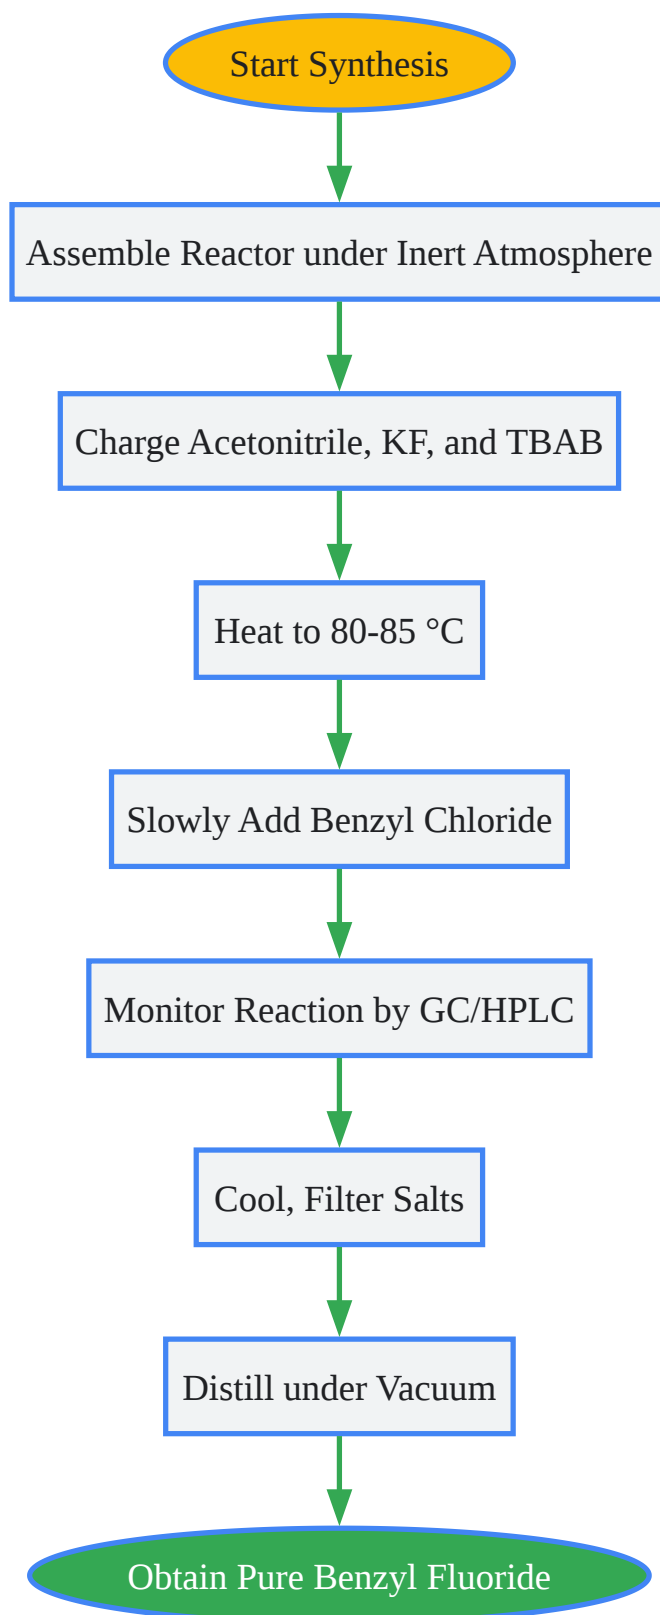 Start Synthesis
Assemble Reactor under Inert Atmosphere
Charge Acetonitrile, KF, and TBAB
Heat to 80-85 °C
Slowly Add Benzyl Chloride
Monitor Reaction by GC/HPLC
Cool, Filter Salts
Distill under Vacuum
Obtain Pure Benzyl Fluoride